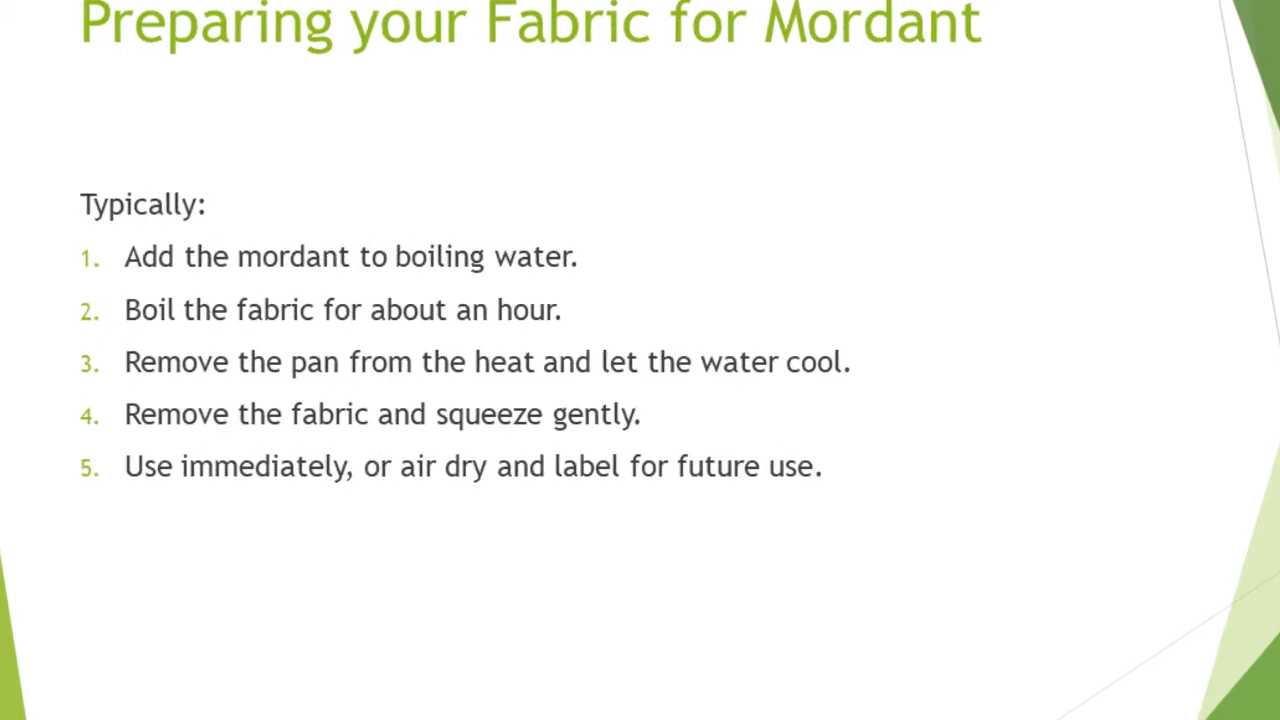 Preparing your Fabric for Mordant
Typically:
1. Add the mordant to boiling water.
2. Boil the fabric for about an hour.
3. Remove the pan from the heat and let the water cool.
4. Remove the fabric and squeeze gently.
5. Use immediately, or air dry and label for future use.